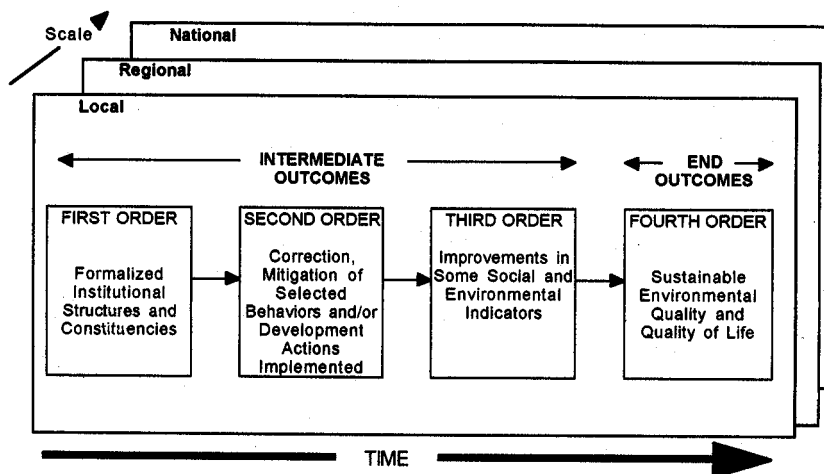 Scale
National
Regional
Local
INTERMEDIATE
OUTCOMES
END
OUTCOMES
FIRST ORDER
Formalized
Institutional
Structures and
Constituencies
SECOND ORDER
Correction,
Mitigation of
Selected
Behaviors and/or
Development
Actions
Implemented
THIRD ORDER
Improvements in
Some Social and
Environmental
Indicators
FOURTH ORDER
Sustainable
Environmental
Quality and
Quality of Life
TIME